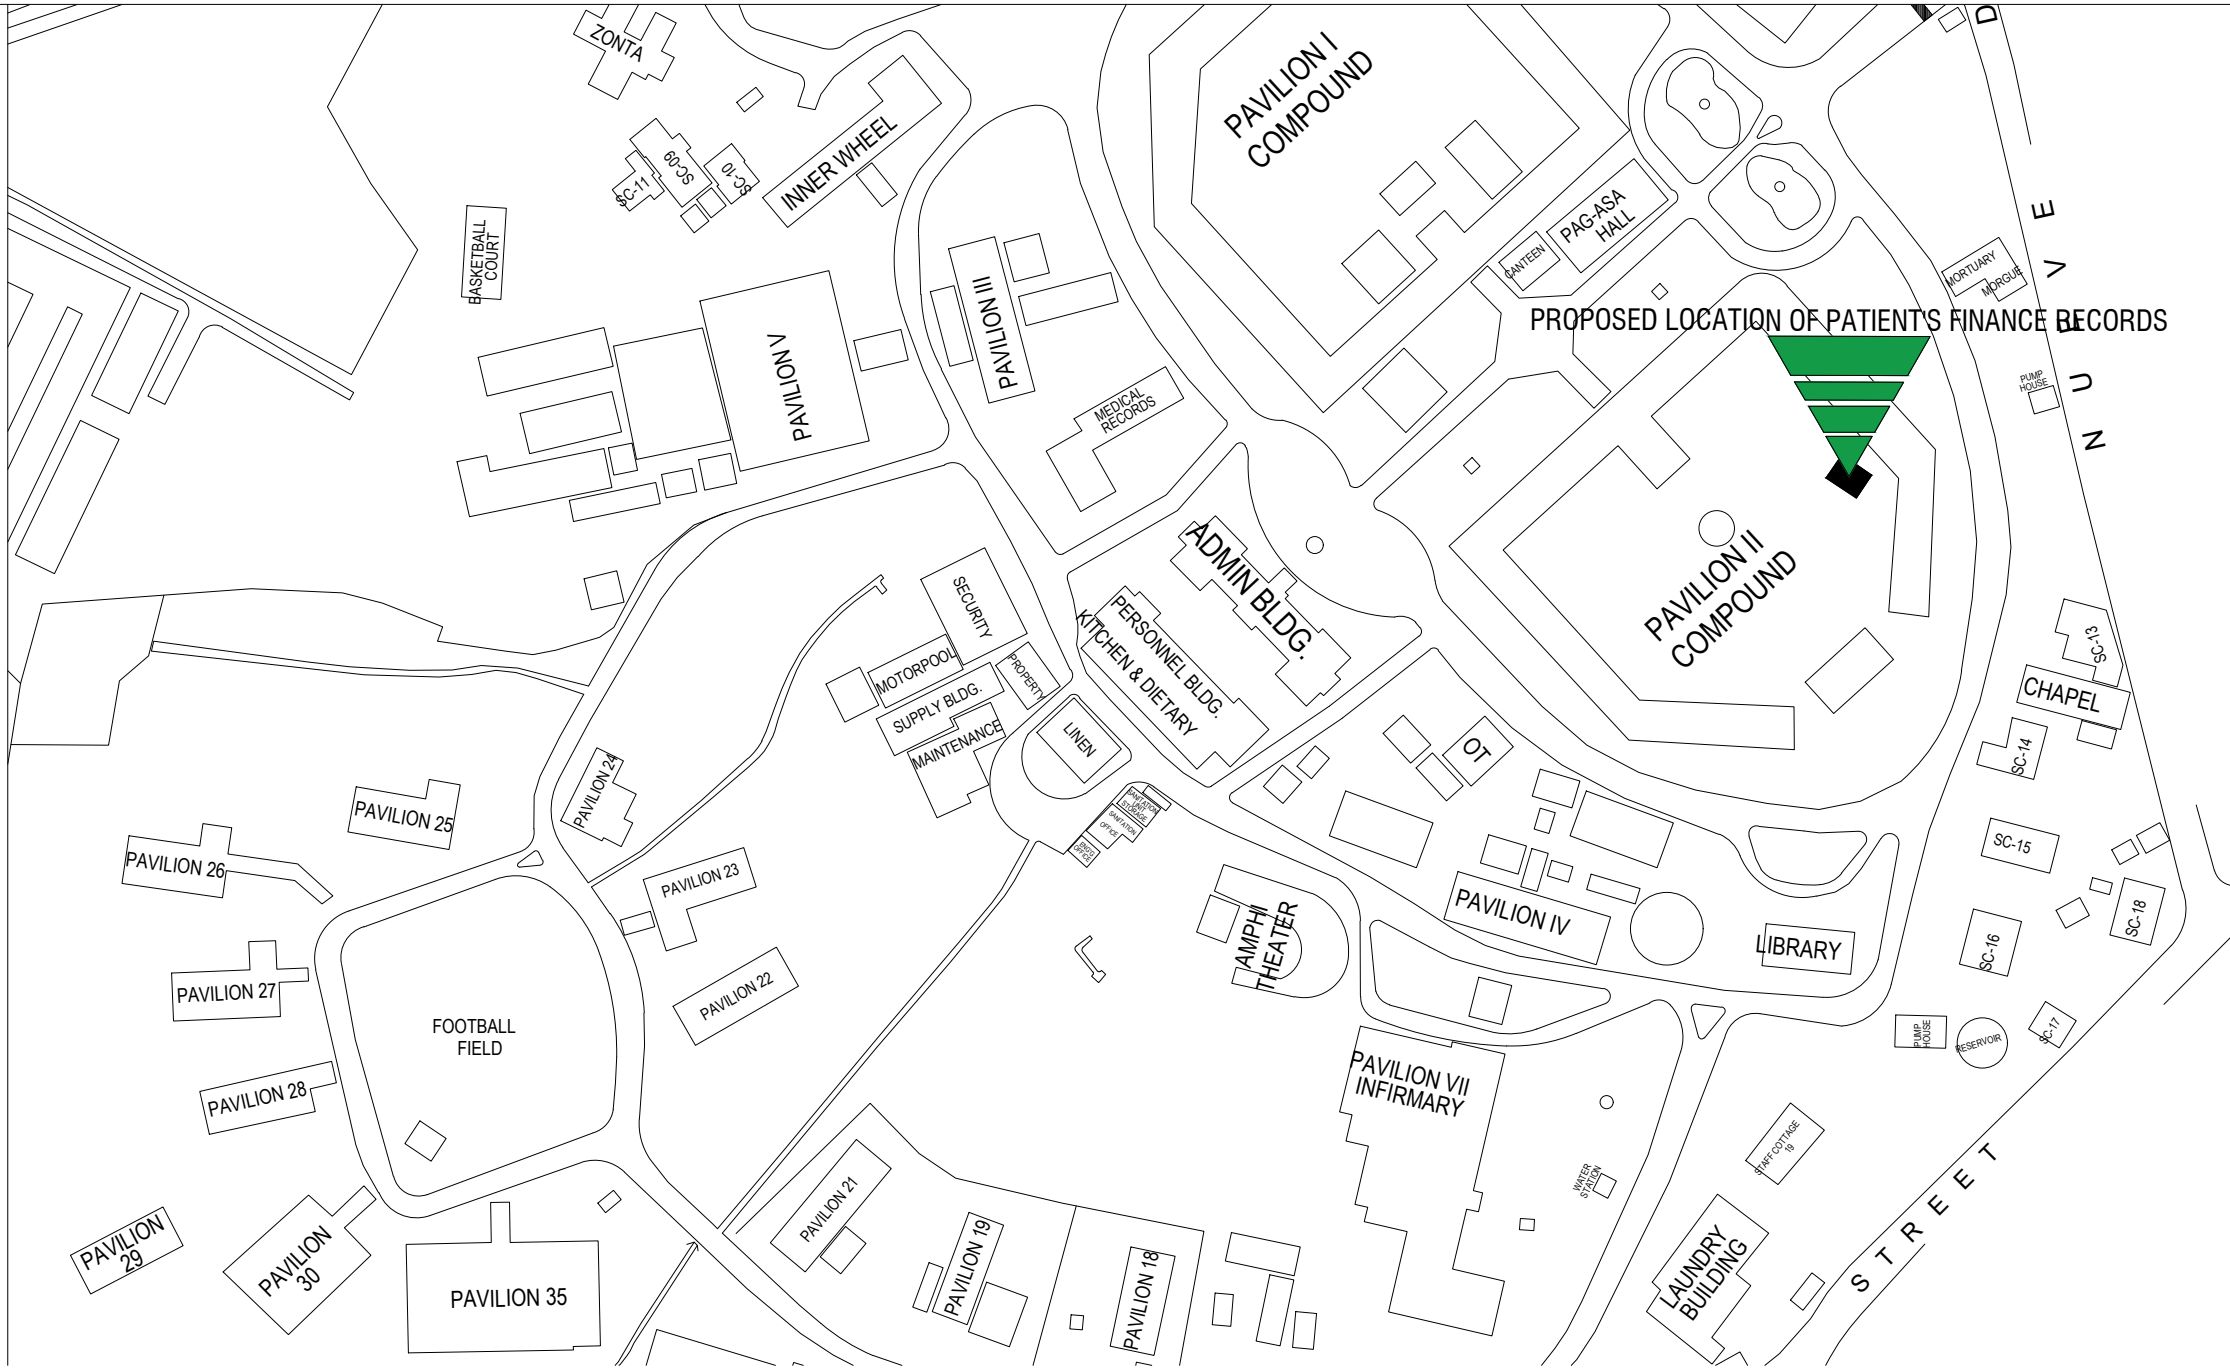 ZONTA
SC-09
SC-10
SC-11
INNER WHEEL
BASKETBALL
COURT
PAVILION I
COMPOUND
PAG-ASA
HALL
CANTEEN
D
E
V
E
U
N
MORTUARY
MORGUE
PROPOSED LOCATION OF PATIENT'S FINANCE RECORDS
PUMP
HOUSE
PAVILION III
PAVILION V
MEDICAL
RECORDS
ADMIN BLDG.
PERSONNEL BLDG.
KITCHEN & DIETARY
PAVILION II
COMPOUND
SECURITY
MOTORPOOL
PROPERTY
SUPPLY BLDG.
MAINTENANCE
LINEN
SC-13
CHAPEL
SC-14
OT
SANITATION
UNIT
STORAGE
SANITATION
OFFICE
ENG'G
OFFICE
PAVILION 24
PAVILION 25
PAVILION 26
PAVILION 23
SC-15
PAVILION IV
AMPHI
THEATER
LIBRARY
SC-16
SC-18
PAVILION 27
PAVILION 22
FOOTBALL
FIELD
PUMP
HOUSE
RESERVOIR
SC-17
PAVILION VII
INFIRMARY
PAVILION 28
STAFF COTTAGE
19
WATER
STATION
STREET
PAVILION 21
PAVILION
29
PAVILION
30
PAVILION 35
PAVILION 19
PAVILION 18
LAUNDRY
BUILDING